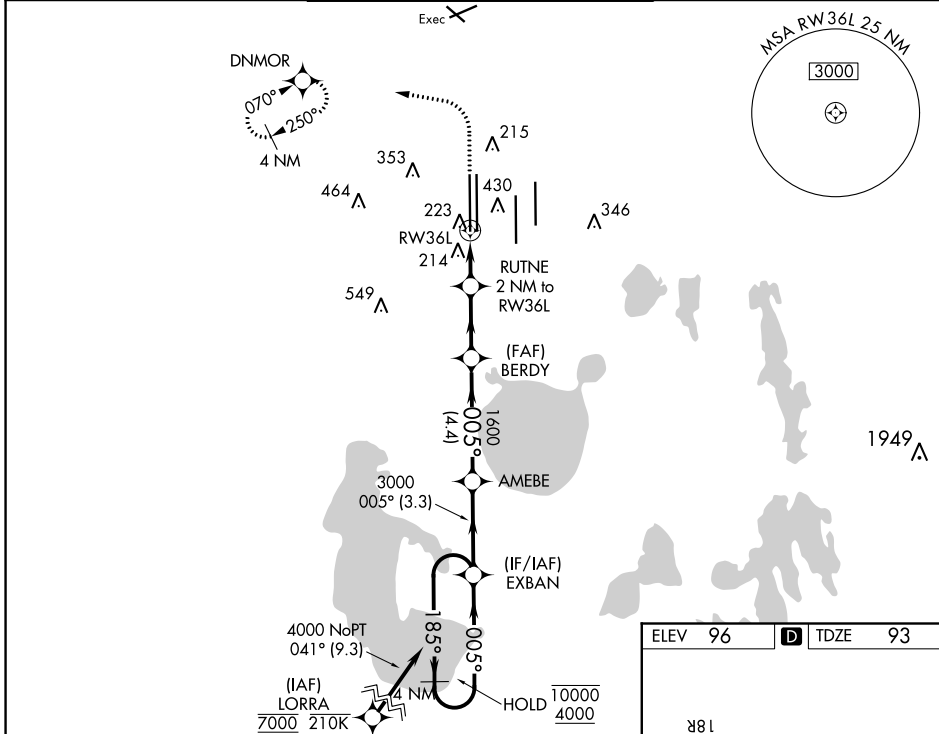 Exec
MSA RW36L 25 NM
3000
DNMOR
070°
250°
4 NM
215
353
464
430
223
346
RW36L
214
RUTNE
2 NM to
RW36L
549
(FAF)
BERDY
1600
005°
(4.4)
1949
AMEBE
3000
005° (3.3)
(IF/IAF)
EXBAN
185°
005°
4000 NoPT
041° (9.3)
(IAF)
LORRA
7000 210K
4 NM
HOLD
10000
4000
ELEV 96 D TDZE 93
18R